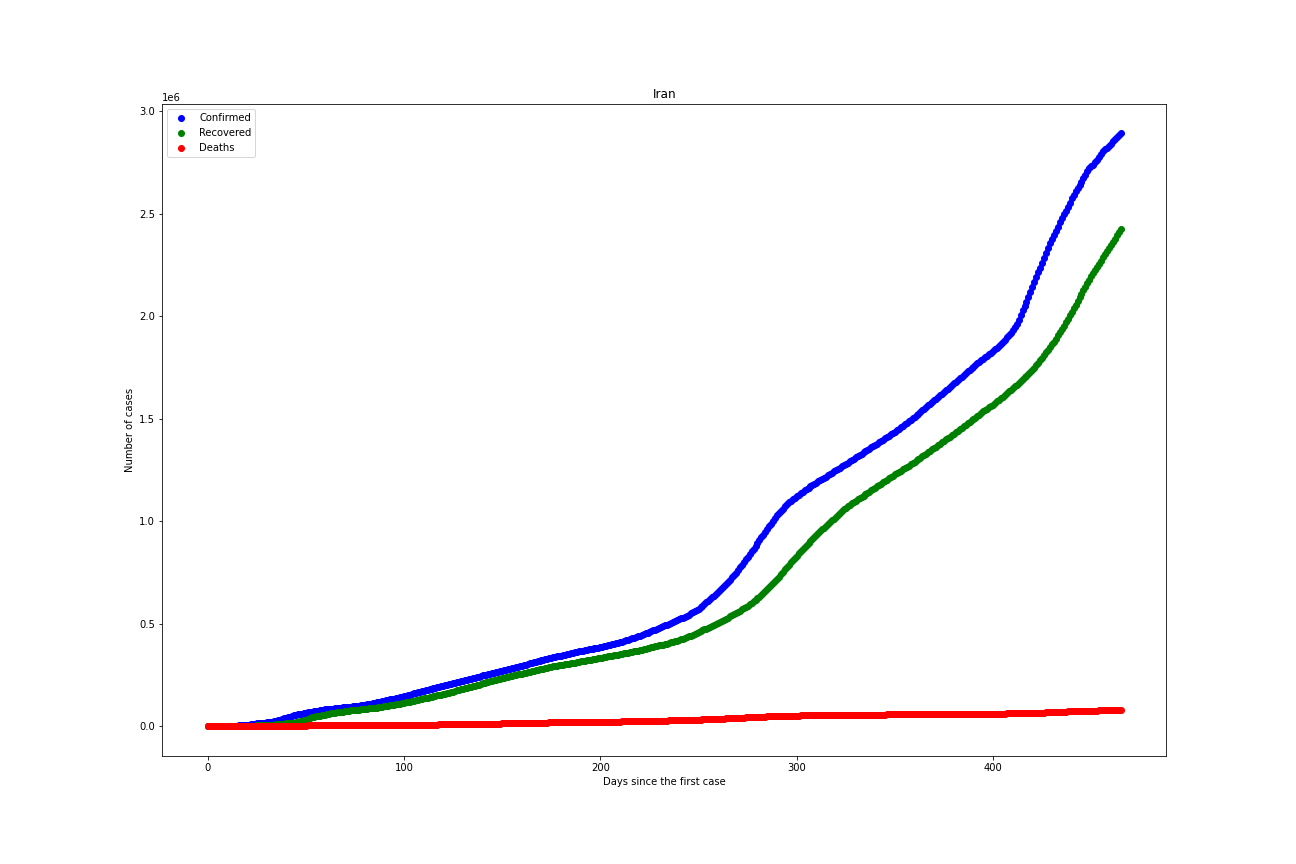 Iran
1e6
Confirmed
Recovered
Deaths
3.0
2.5
2.0
1.5
1.0
0.5
0.0
Number of cases
0 100 200 300 400
Days since the first case